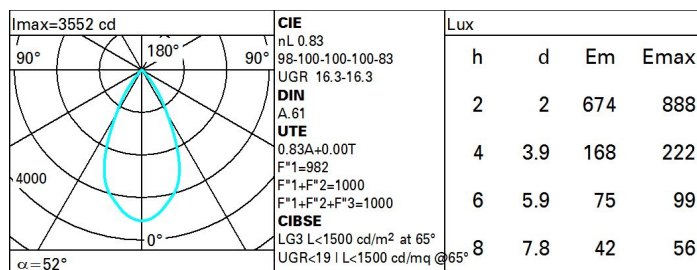 Imax=3552 cd
90°
180°
90°
4000
0°
α=52°
CIE
nL 0.83
98-100-100-100-83
UGR 16.3-16.3
DIN
A.61
UTE
0.83A+0.00T
F"1=982
F"1+F"2=1000
F"1+F"2+F"3=1000
CIBSE
LG3 L<1500 cd/m² at 65°
UGR<19 | L<1500 cd/mq @65°
Lux
h d Em Emax
2 2 674 888
4 3.9 168 222
6 5.9 75 99
8 7.8 42 56